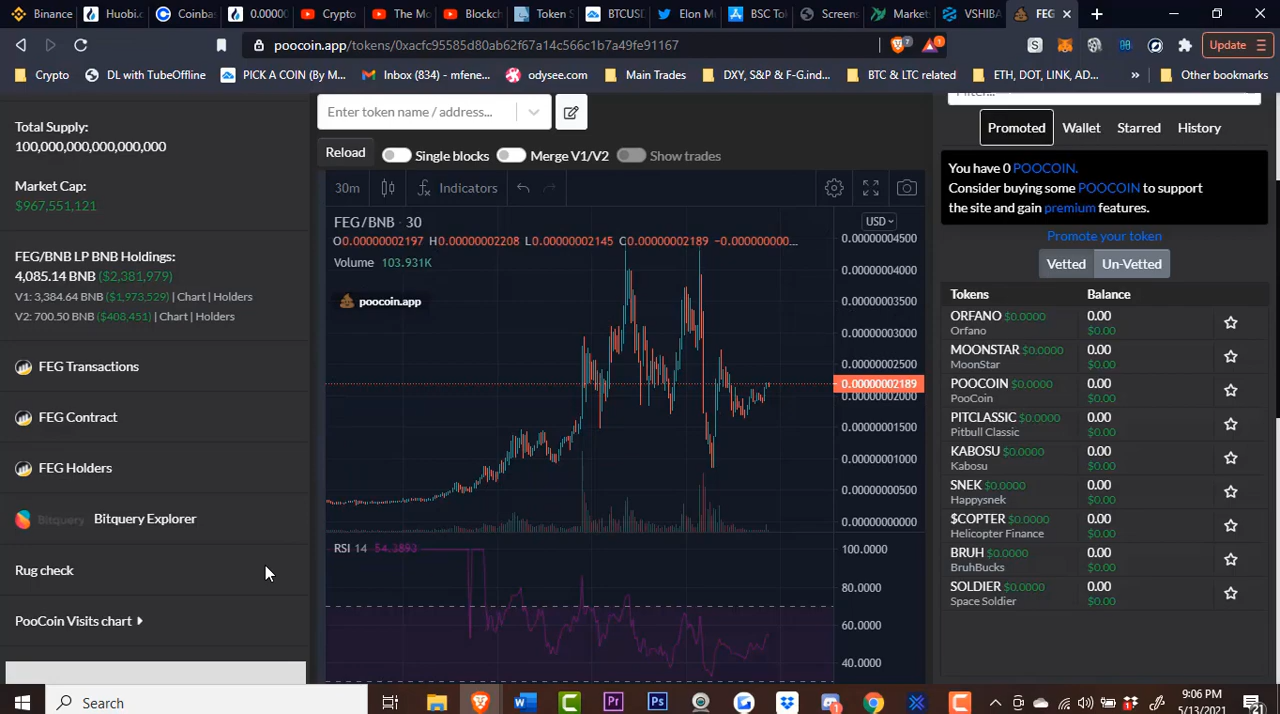 Binance
Huobi.c
Coinbas
0.0000
Crypto
The Mo
Blockch
Token S
BTCUSD
Elon M
BSC To
Screens
Market
VSHIBA
FEG
poocoin.app/tokens/0xacfc95585d80ab62f67a14c566c1b7a49fe91167
Update
Crypto
DL with TubeOffline
PICK A COIN (By M...
Inbox (834) - mfene...
odysee.com
Main Trades
DXY, S&P & F-G.ind...
BTC & LTC related
ETH, DOT, LINK, AD...
»
Other bookmarks
Total Supply:
100,000,000,000,000,000
Market Cap:
$967,551,121
FEG/BNB LP BNB Holdings:
4,085.14 BNB ($2,381,979)
V1: 3,384.64 BNB ($1,973,529) | Chart | Holders
V2: 700.50 BNB ($408,451) | Chart | Holders
FEG Transactions
FEG Contract
FEG Holders
Bitquery Bitquery Explorer
Rug check
PooCoin Visits chart
Enter token name / address...
Reload
Single blocks
Merge V1/V2
Show trades
30m
Indicators
FEG/BNB · 30
USD
O0.00000002197 H0.00000002208 L0.00000002145 C0.00000002189 −0.000000000...
Volume 103.931K
poocoin.app
0.00000004500
0.00000004000
0.00000003500
0.00000003000
0.00000002500
0.00000002189
0.00000002000
0.00000001500
0.00000001000
0.00000000500
0.00000000000
RSI 14 54.3893
100.0000
80.0000
60.0000
40.0000
Filter...
Promoted
Wallet
Starred
History
You have 0 POOCOIN.
Consider buying some POOCOIN to support
the site and gain premium features.
Promote your token
Vetted
Un-Vetted
Tokens Balance
ORFANO $0.0000 0.00
Orfano $0.00
MOONSTAR $0.0000 0.00
MoonStar $0.00
POOCOIN $0.0000 0.00
PooCoin $0.00
PITCLASSIC $0.0000 0.00
Pitbull Classic $0.00
KABOSU $0.0000 0.00
Kabosu $0.00
SNEK $0.0000 0.00
Happysnek $0.00
$COPTER $0.0000 0.00
Helicopter Finance $0.00
BRUH $0.0000 0.00
BruhBucks $0.00
SOLDIER $0.0000 0.00
Space Soldier $0.00
Search
9:06 PM
5/13/2021
21